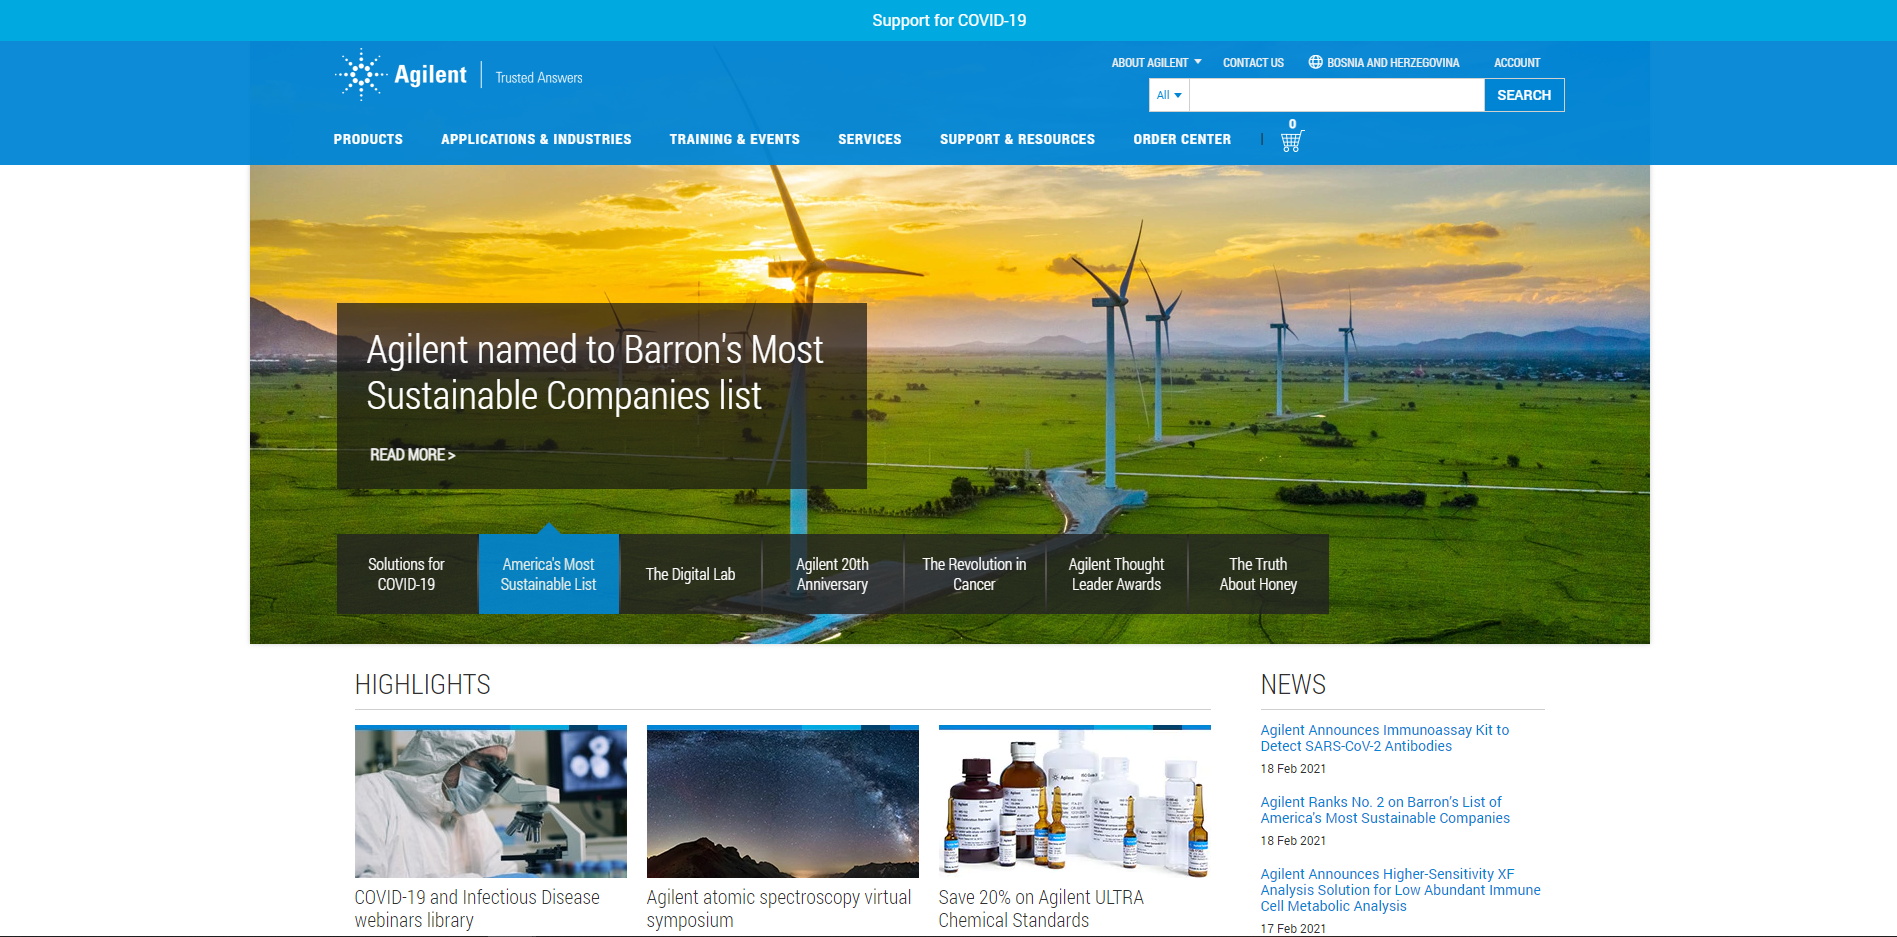 Support for COVID-19
Agilent
Trusted Answers
ABOUT AGILENT
CONTACT US
BOSNIA AND HERZEGOVINA
ACCOUNT
All
SEARCH
PRODUCTS
APPLICATIONS & INDUSTRIES
TRAINING & EVENTS
SERVICES
SUPPORT & RESOURCES
ORDER CENTER
0
Agilent named to Barron's Most
Sustainable Companies list
READ MORE >
Solutions for
COVID-19
America's Most
Sustainable List
The Digital Lab
Agilent 20th
Anniversary
The Revolution in
Cancer
Agilent Thought
Leader Awards
The Truth
About Honey
HIGHLIGHTS
Agilent
Agilent
Agilent
COVID-19 and Infectious Disease
webinars library
Agilent atomic spectroscopy virtual
symposium
Save 20% on Agilent ULTRA
Chemical Standards
NEWS
Agilent Announces Immunoassay Kit to
Detect SARS-CoV-2 Antibodies
18 Feb 2021
Agilent Ranks No. 2 on Barron's List of
America's Most Sustainable Companies
18 Feb 2021
Agilent Announces Higher-Sensitivity XF
Analysis Solution for Low Abundant Immune
Cell Metabolic Analysis
17 Feb 2021